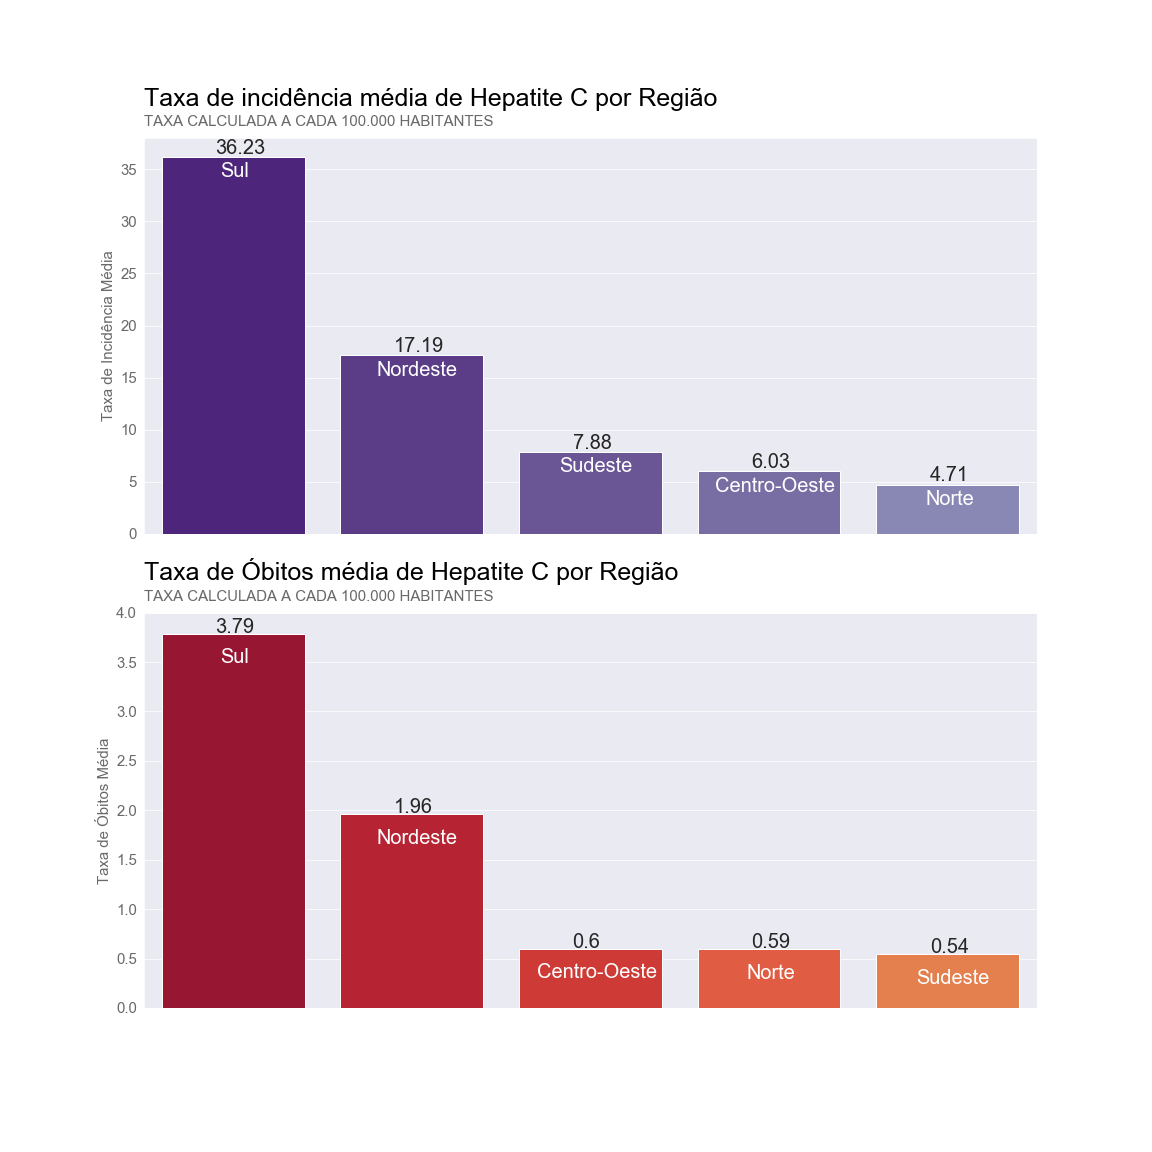 Taxa de incidência média de Hepatite C por Região
TAXA CALCULADA A CADA 100.000 HABITANTES
Taxa de Incidência Média
35
30
25
20
15
10
5
0
36.23
Sul
17.19
Nordeste
7.88
Sudeste
6.03
Centro-Oeste
4.71
Norte
Taxa de Óbitos média de Hepatite C por Região
TAXA CALCULADA A CADA 100.000 HABITANTES
Taxa de Óbitos Média
4.0
3.5
3.0
2.5
2.0
1.5
1.0
0.5
0.0
3.79
Sul
1.96
Nordeste
0.6
Centro-Oeste
0.59
Norte
0.54
Sudeste